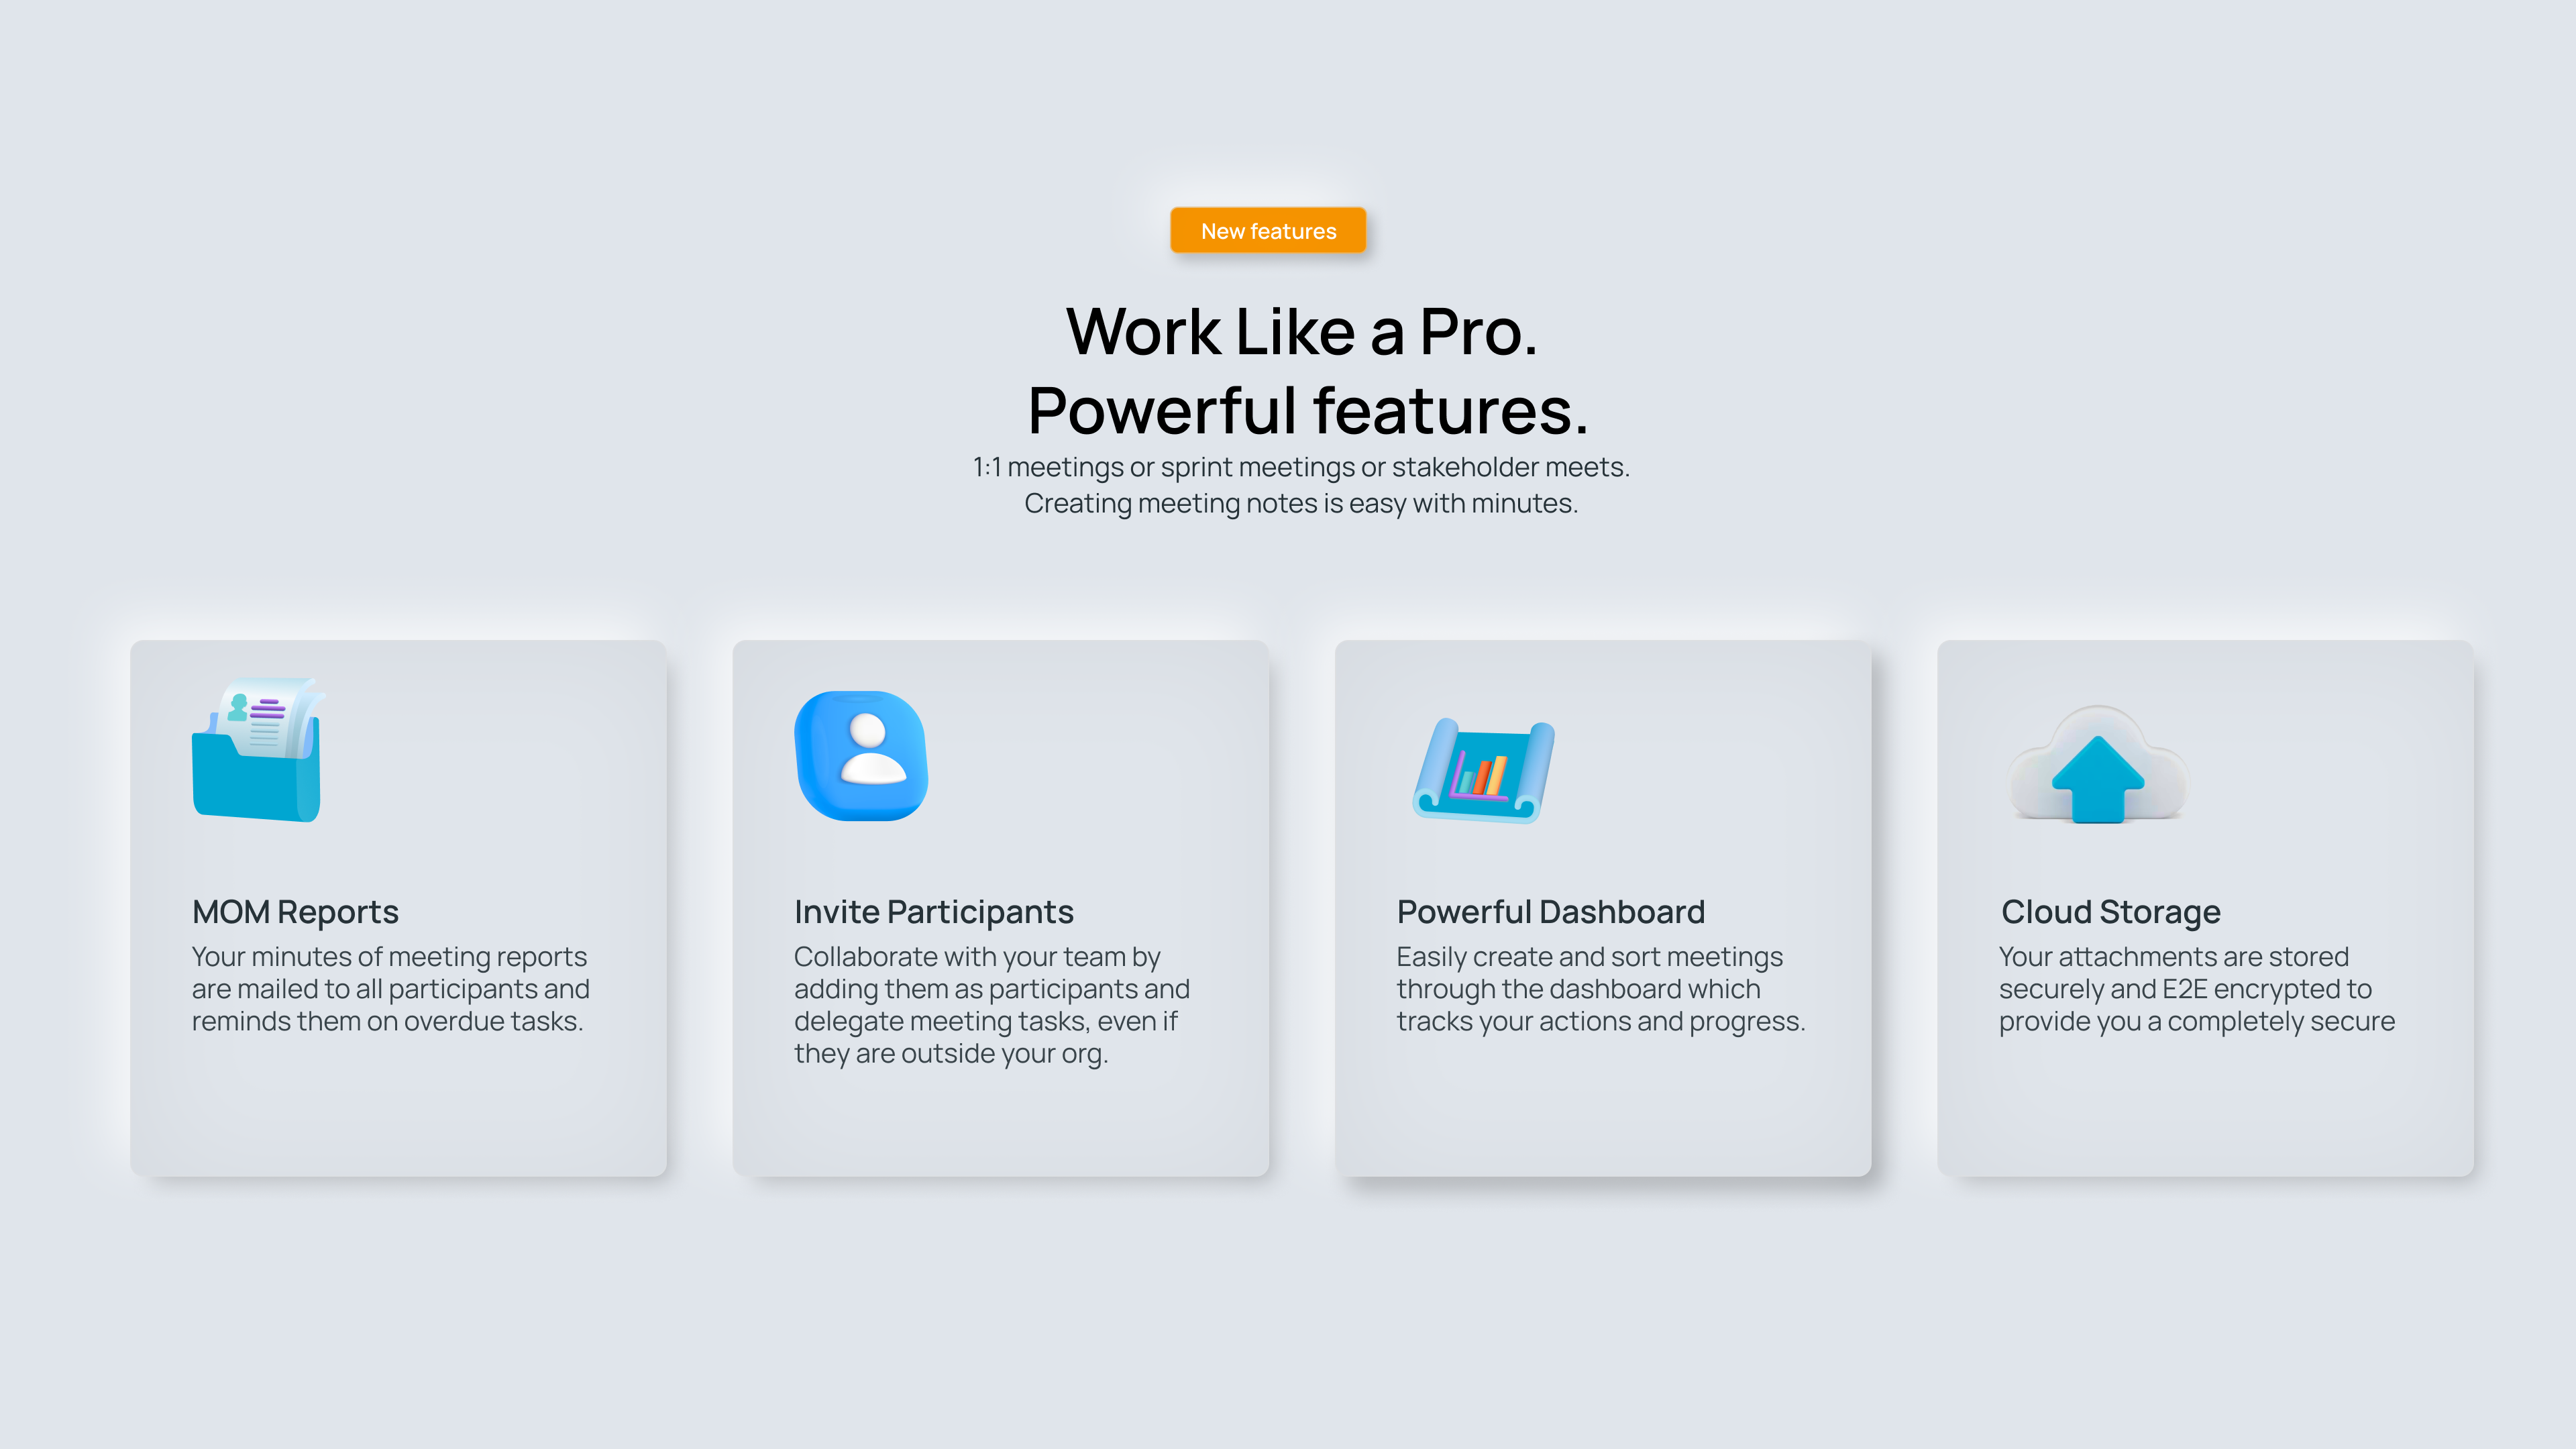 New features
Work Like a Pro.
Powerful features.
1:1 meetings or sprint meetings or stakeholder meets.
Creating meeting notes is easy with minutes.
MOM Reports
Your minutes of meeting reports
are mailed to all participants and
reminds them on overdue tasks.
Invite Participants
Collaborate with your team by
adding them as participants and
delegate meeting tasks, even if
they are outside your org.
Powerful Dashboard
Easily create and sort meetings
through the dashboard which
tracks your actions and progress.
Cloud Storage
Your attachments are stored
securely and E2E encrypted to
provide you a completely secure